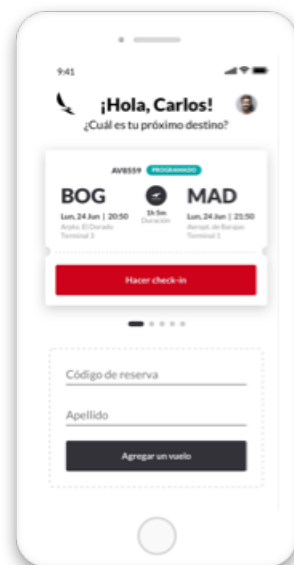 9:41
¡Hola, Carlos!
¿Cuál es tu próximo destino?
AV8559 PROGRAMADO
BOG MAD
Lun, 24 Jun | 20:50 1h 5m Lun, 24 Jun | 21:50
Arpto. El Dorado Duración Aeropt. de Barajas
Terminal 3 Terminal 1
Hacer check-in
Código de reserva
Apellido
Agregar un vuelo